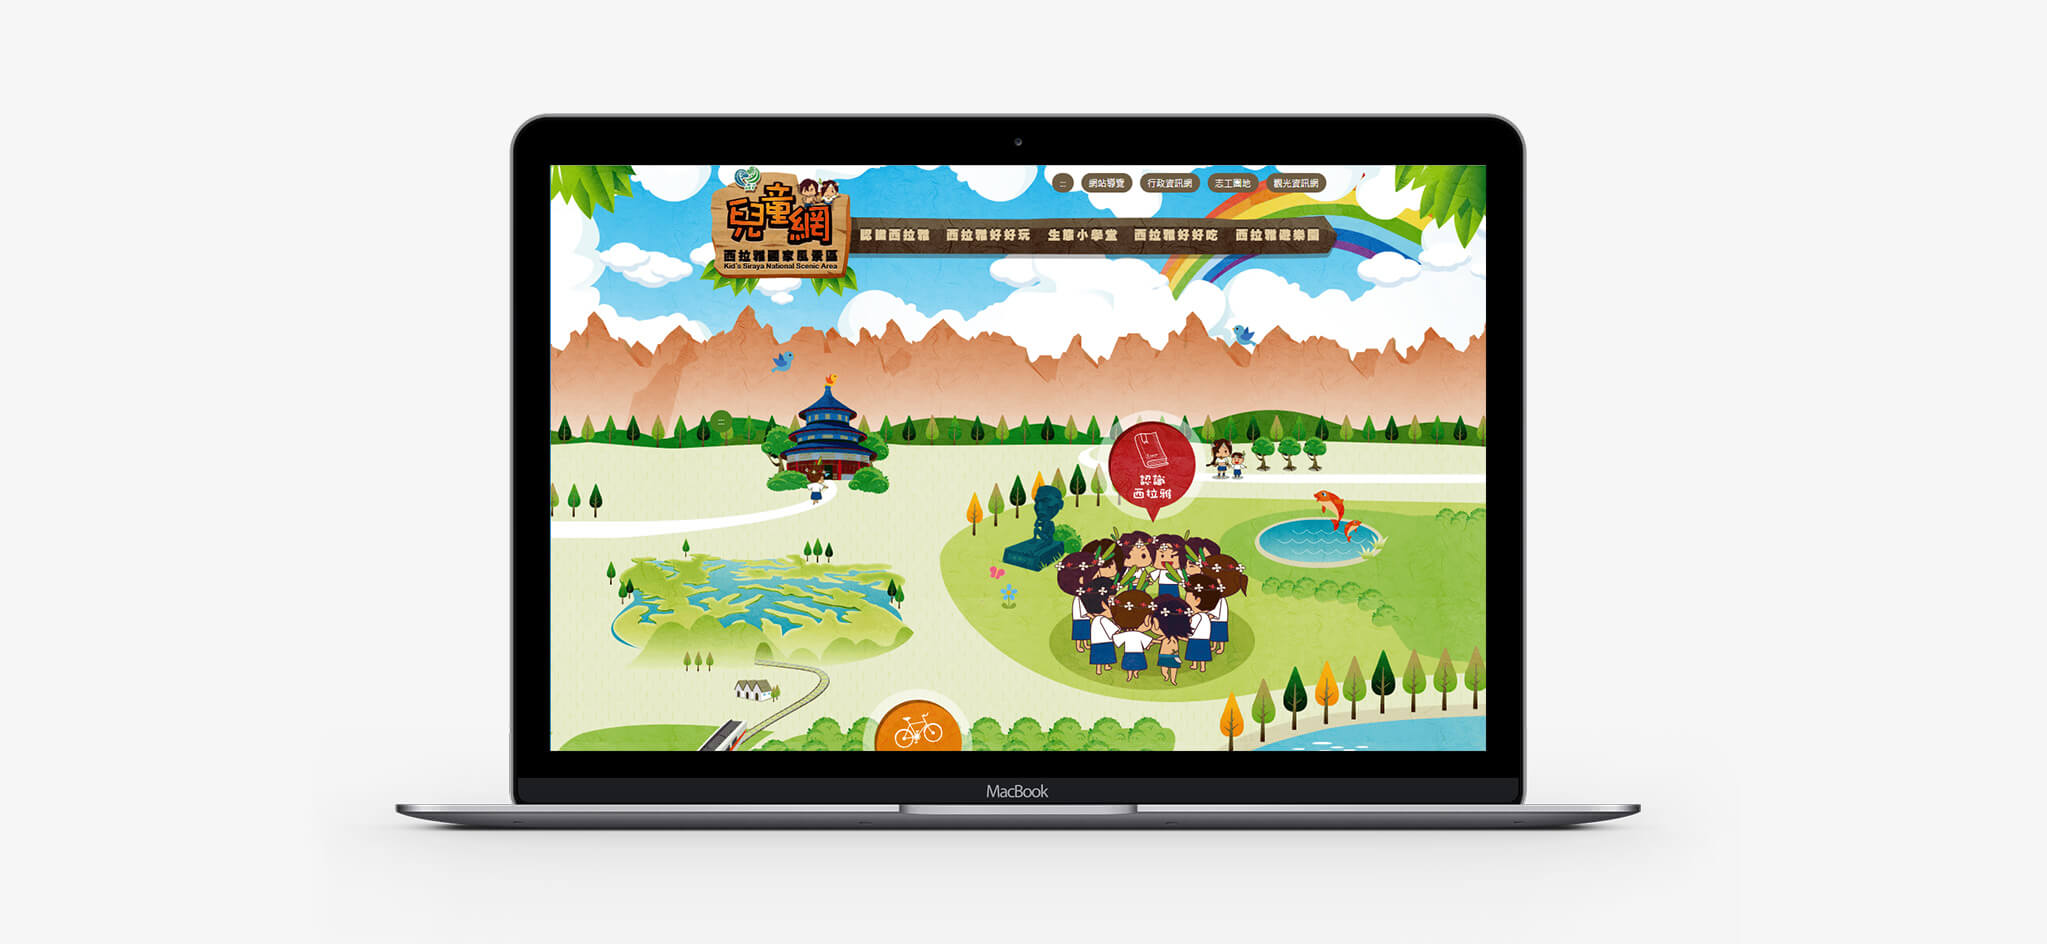 :::
網站導覽
行政資訊網
志工園地
觀光資訊網
兒童網
西拉雅國家風景區
Kid's Siraya National Scenic Area
認識西拉雅
西拉雅好好玩
生態小學堂
西拉雅好好吃
西拉雅遊樂園
:::
認識
西拉雅
MacBook